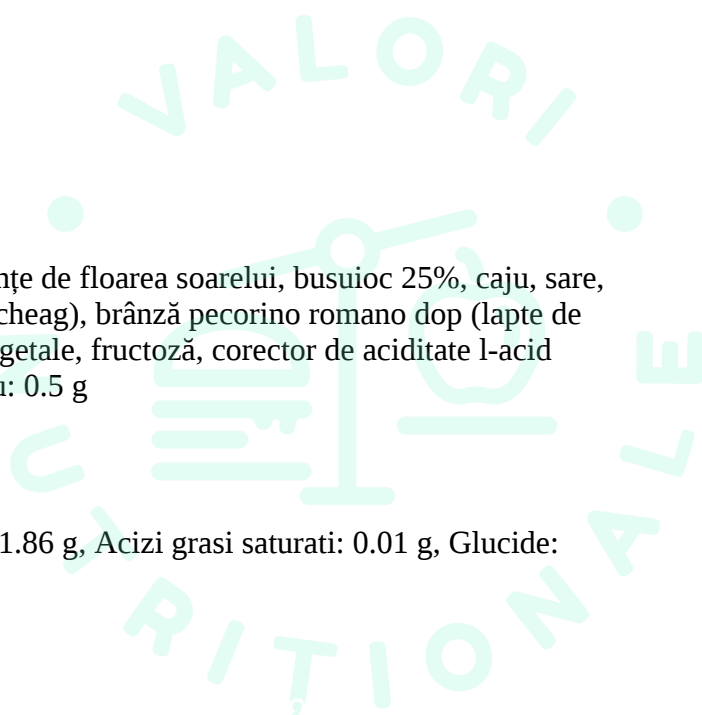 VALORI
nțe de floarea soarelui, busuioc 25%, caju, sare,
cheag), brânză pecorino romano dop (lapte de
getale, fructoză, corector de aciditate l-acid
u: 0.5 g
1.86 g, Acizi grasi saturati: 0.01 g, Glucide:
UTRITIONALE